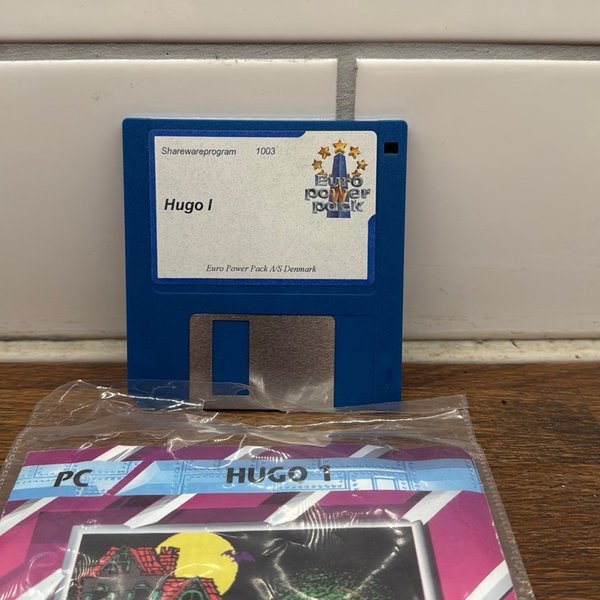 Sharewareprogram 1003
Euro
power
pack
Hugo I
Euro Power Pack A/S Denmark
PC HUGO 1